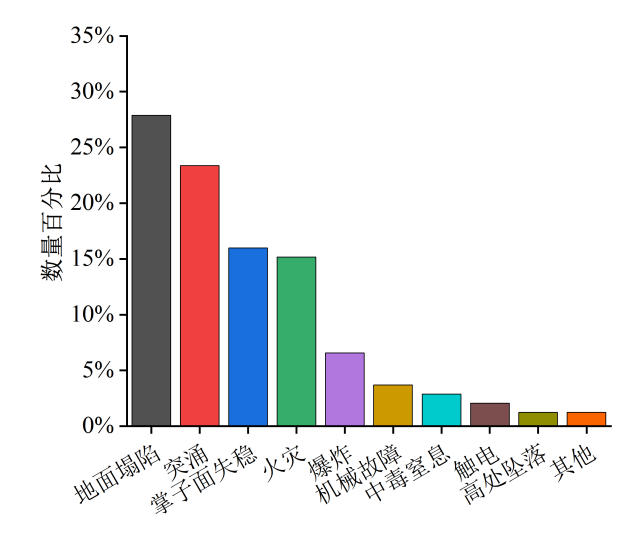 35%
30%
25%
20%
15%
10%
5%
0%
数量百分比
地面塌陷
突涌
掌子面失稳
火灾
爆炸
机械故障
中毒窒息
触电
高处坠落
其他